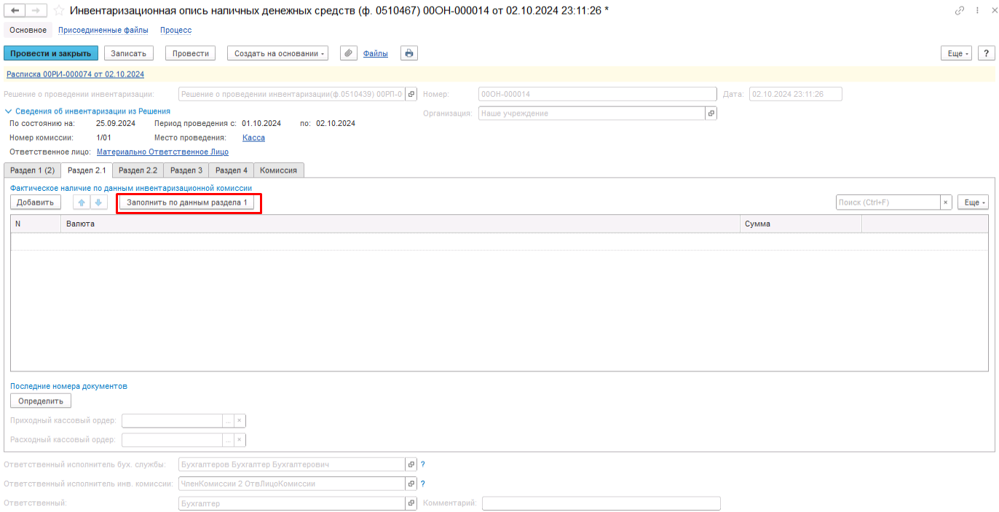 Инвентаризационная опись наличных денежных средств (ф. 0510467) 00ОН-000014 от 02.10.2024 23:11:26 *
Основное Присоединенные файлы Процесс
Провести и закрыть Записать Провести Создать на основании Файлы Еще ?
Расписка 00РИ-000074 от 02.10.2024
Решение о проведении инвентаризации: Решение о проведении инвентаризации(ф.0510439) 00РП-0 Номер: 00ОН-000014 Дата: 02.10.2024 23:11:26
Сведения об инвентаризации из Решения Организация: Наше учреждение
По состоянию на: 25.09.2024 Период проведения с: 01.10.2024 по: 02.10.2024
Номер комиссии: 1/01 Место проведения: Касса
Ответственное лицо: Материально Ответственное Лицо
Раздел 1 (2) Раздел 2.1 Раздел 2.2 Раздел 3 Раздел 4 Комиссия
Фактическое наличие по данным инвентаризационной комиссии
Добавить Заполнить по данным раздела 1 Поиск (Ctrl+F) × Еще
N Валюта Сумма
Последние номера документов
Определить
Приходный кассовый ордер: ... ×
Расходный кассовый ордер: ... ×
Ответственный исполнитель бух. службы: Бухгалтеров Бухгалтер Бухгалтерович ?
Ответственный исполнитель инв. комиссии: ЧленКомиссии 2 ОтвЛицоКомиссии ?
Ответственный: Бухгалтер Комментарий: